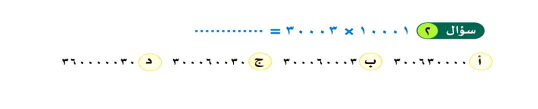 سؤال ٢ ١٠٠٠١ × ٣٠٠٠٣ = .............
أ ٣٠٠٦٣٠٠٠٠ ب ٣٠٠٠٦٠٠٠٣ ج ٣٠٠٠٦٠٠٣٠ د ٣٦٠٠٠٠٠٣٠